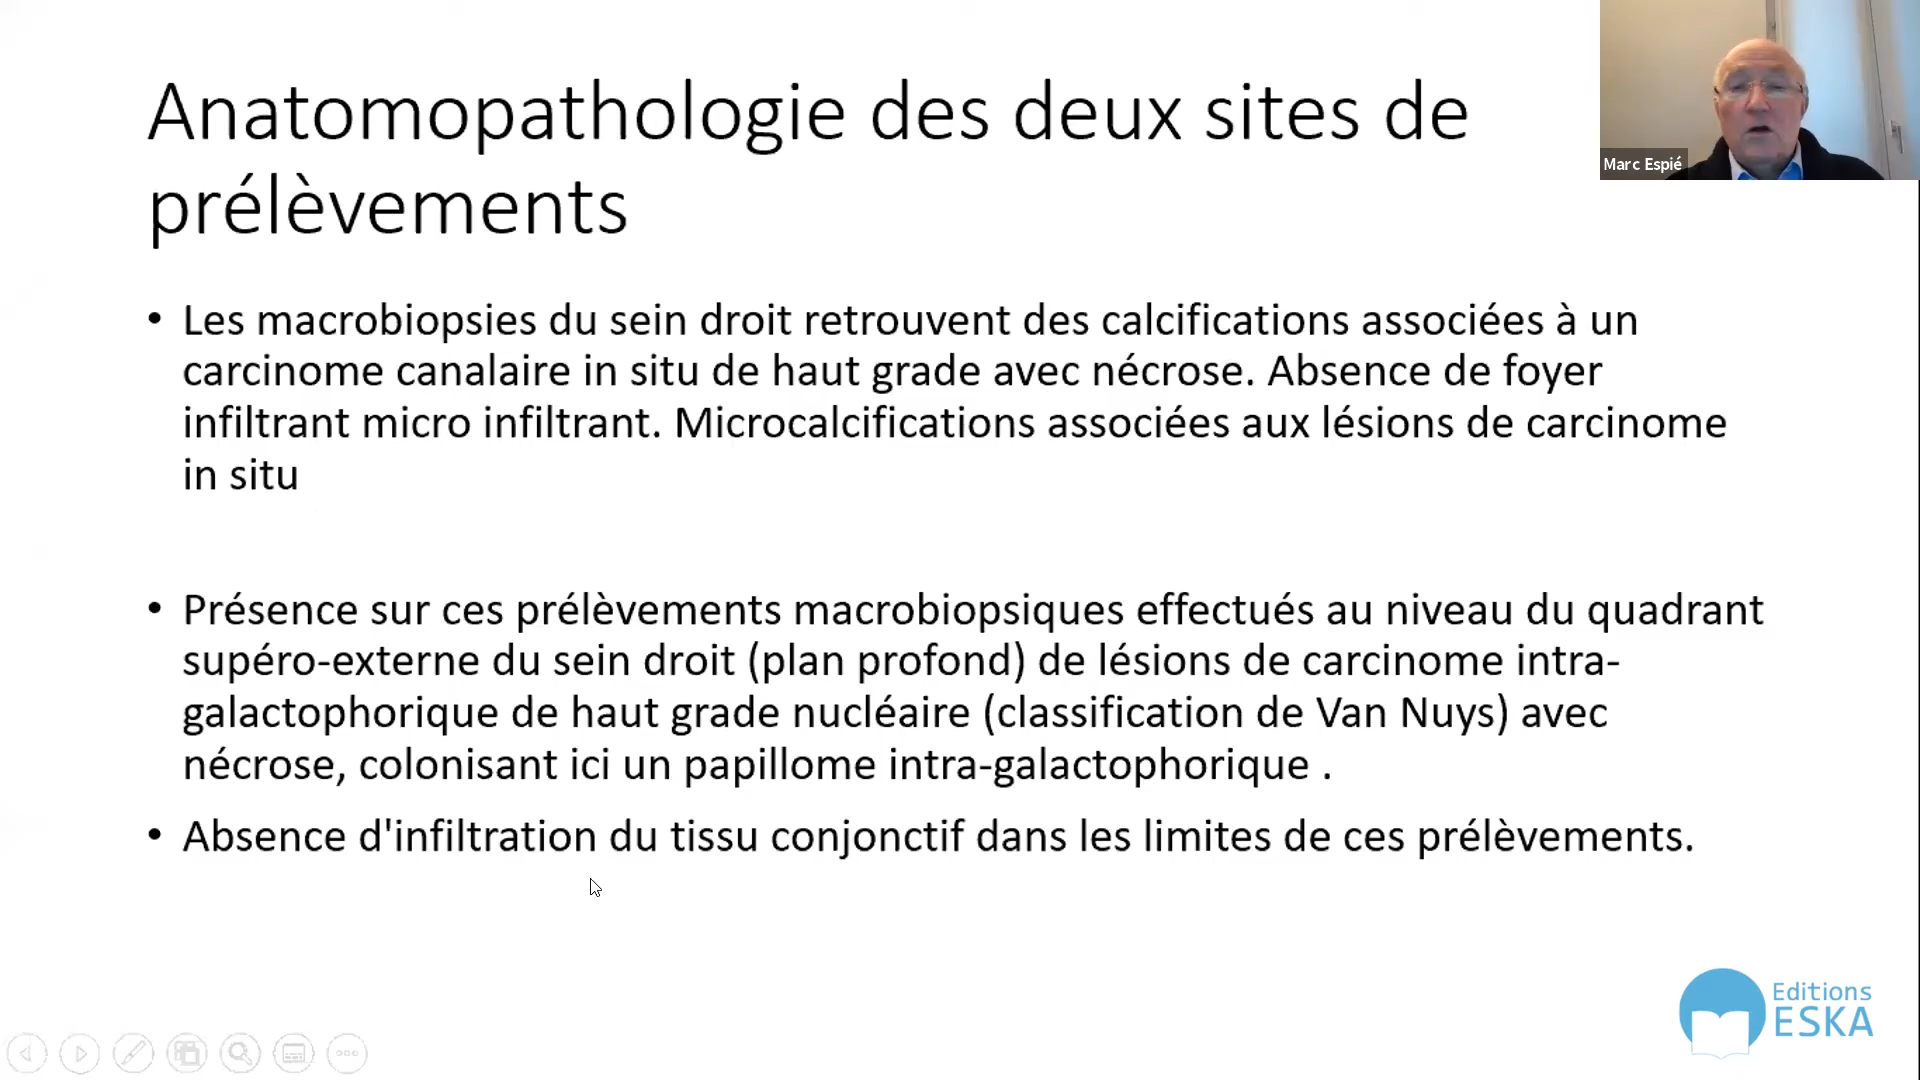 Anatomopathologie des deux sites de
prélèvements
Marc Espié
• Les macrobiopsies du sein droit retrouvent des calcifications associées à un
carcinome canalaire in situ de haut grade avec nécrose. Absence de foyer
infiltrant micro infiltrant. Microcalcifications associées aux lésions de carcinome
in situ
• Présence sur ces prélèvements macrobiopsiques effectués au niveau du quadrant
supéro-externe du sein droit (plan profond) de lésions de carcinome intra-
galactophorique de haut grade nucléaire (classification de Van Nuys) avec
nécrose, colonisant ici un papillome intra-galactophorique .
• Absence d'infiltration du tissu conjonctif dans les limites de ces prélèvements.
Editions
ESKA